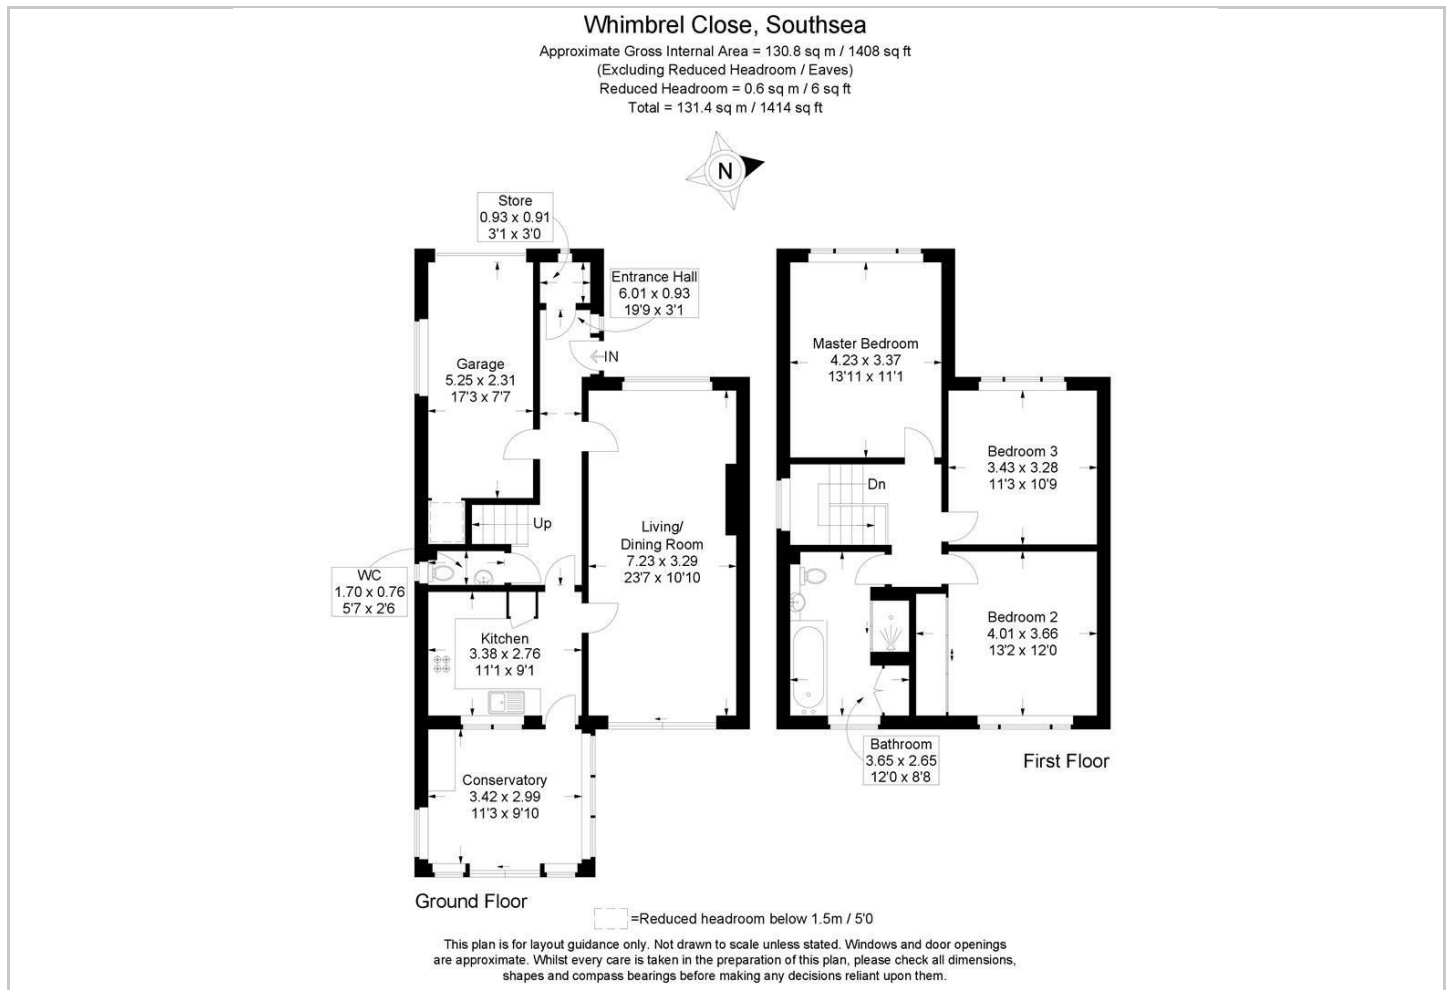 Whimbrel Close, Southsea
Approximate Gross Internal Area = 130.8 sq m / 1408 sq ft
(Excluding Reduced Headroom / Eaves)
Reduced Headroom = 0.6 sq m / 6 sq ft
Total = 131.4 sq m / 1414 sq ft
N
Store
0.93 x 0.91
3'1 x 3'0
Entrance Hall
6.01 x 0.93
19'9 x 3'1
IN
Garage
5.25 x 2.31
17'3 x 7'7
Up
Living/
Dining Room
7.23 x 3.29
23'7 x 10'10
WC
1.70 x 0.76
5'7 x 2'6
Kitchen
3.38 x 2.76
11'1 x 9'1
Conservatory
3.42 x 2.99
11'3 x 9'10
Ground Floor
Master Bedroom
4.23 x 3.37
13'11 x 11'1
Bedroom 3
3.43 x 3.28
11'3 x 10'9
Dn
Bedroom 2
4.01 x 3.66
13'2 x 12'0
Bathroom
3.65 x 2.65
12'0 x 8'8
First Floor
=Reduced headroom below 1.5m / 5'0
This plan is for layout guidance only. Not drawn to scale unless stated. Windows and door openings
are approximate. Whilst every care is taken in the preparation of this plan, please check all dimensions,
shapes and compass bearings before making any decisions reliant upon them.